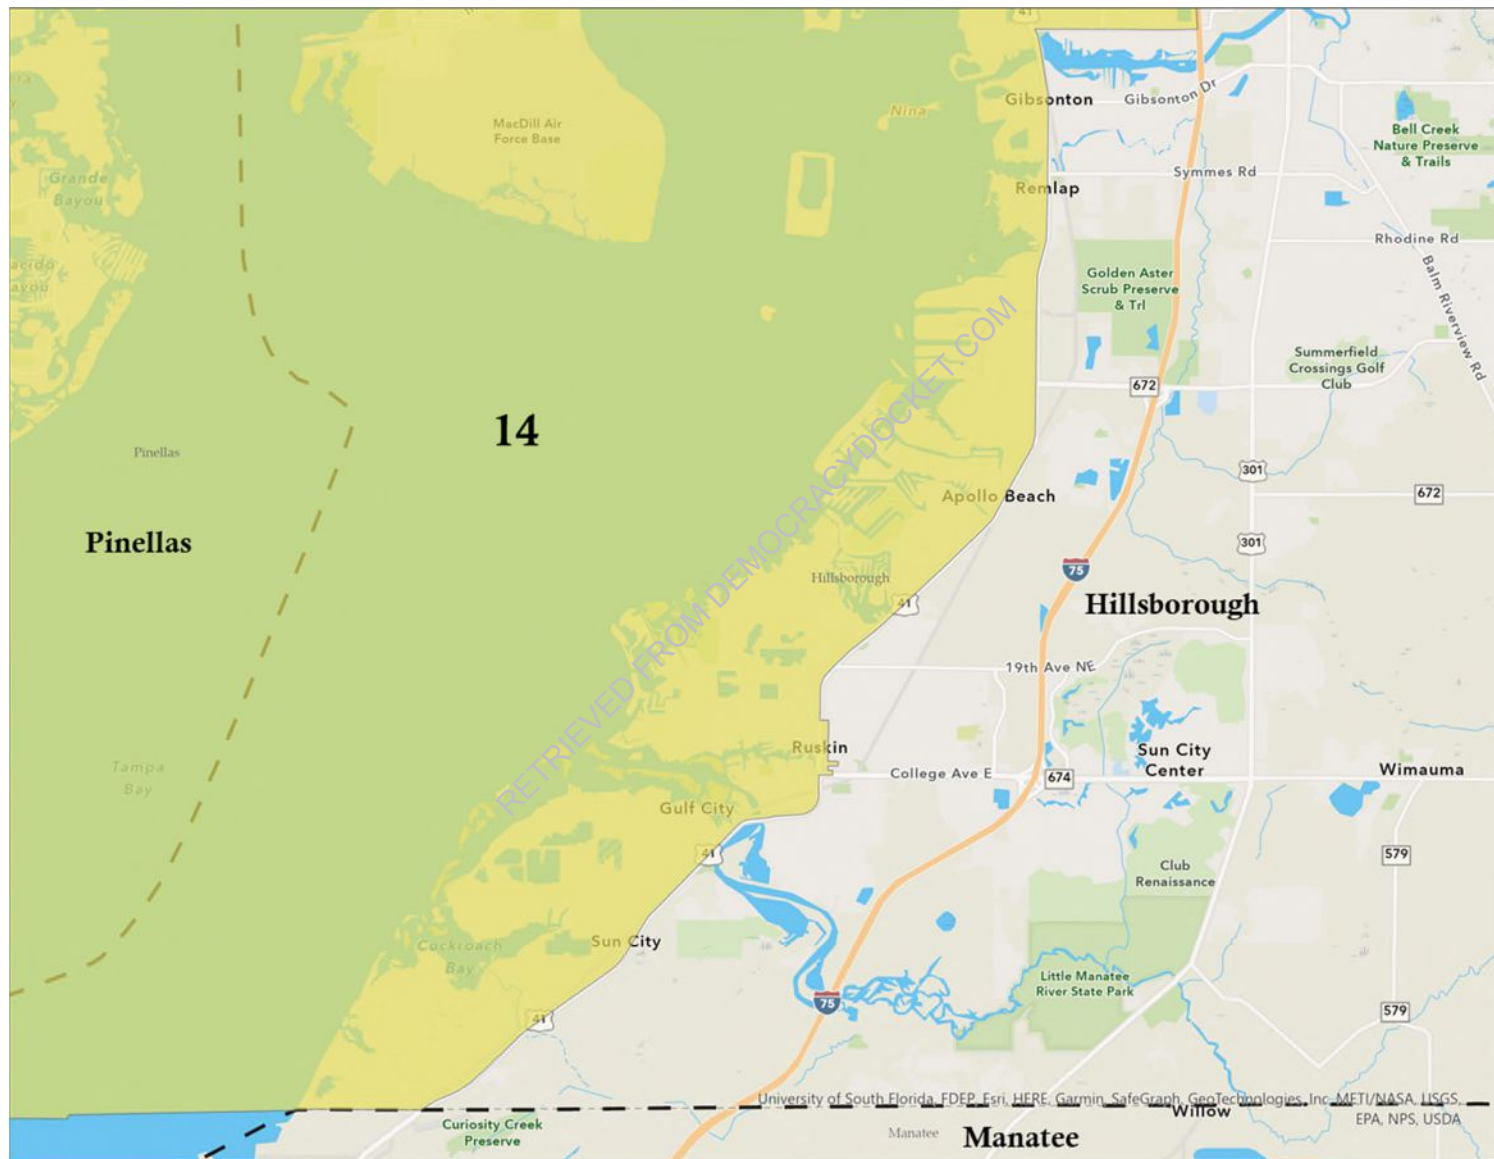 41
Gibsonton
Gibsonton Dr
Nina
MacDill Air
Force Base
Bell Creek
Nature Preserve
& Trails
Grande
Bayou
Symmes Rd
Remlap
Rhodine Rd
Balm Riverview Rd
Golden Aster
Scrub Preserve
& Trl
Summerfield
Crossings Golf
Club
672
14
Pinellas
301
672
Apollo Beach
Pinellas
301
75
Hillsborough
41
Hillsborough
19th Ave NE
Ruskin
Sun City
Center
Tampa
Bay
College Ave E
674
Wimauma
Gulf City
41
579
Club
Renaissance
Sun City
Cockroach
Bay
Little Manatee
River State Park
75
579
41
RETRIEVED FROM DEMOCRACYDOCKET.COM
University of South Florida, FDEP, Esri, HERE, Garmin, SafeGraph, GeoTechnologies, Inc, METI/NASA, USGS,
EPA, NPS, USDA
Willow
Curiosity Creek
Preserve
Manatee
Manatee